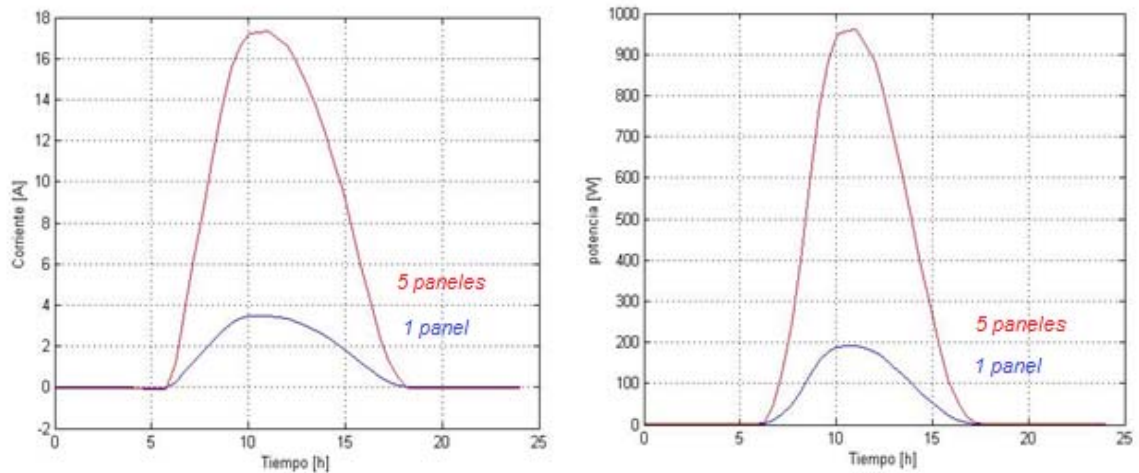 18
16
14
12
10
8
6
4
2
0
-2
Corriente [A]
0 5 10 15 20 25
Tiempo [h]
5 paneles
1 panel
1000
900
800
700
600
500
400
300
200
100
0
potencia [W]
0 5 10 15 20 25
Tiempo [h]
5 paneles
1 panel